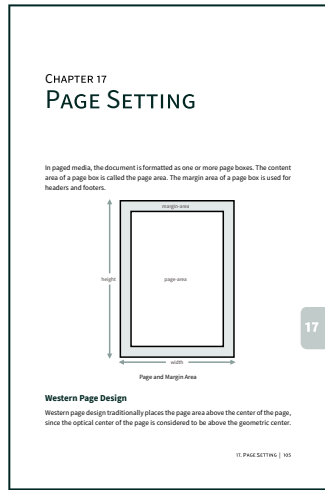 CHAPTER 17
PAGE SETTING
In paged media, the document is formatted as one or more page boxes. The content
area of a page box is called the page area. The margin area of a page box is used for
headers and footers.
margin-area
height
page-area
17
width
Page and Margin Area
Western Page Design
Western page design traditionally places the page area above the center of the page,
since the optical center of the page is considered to be above the geometric center.
17. PAGE SETTING | 105